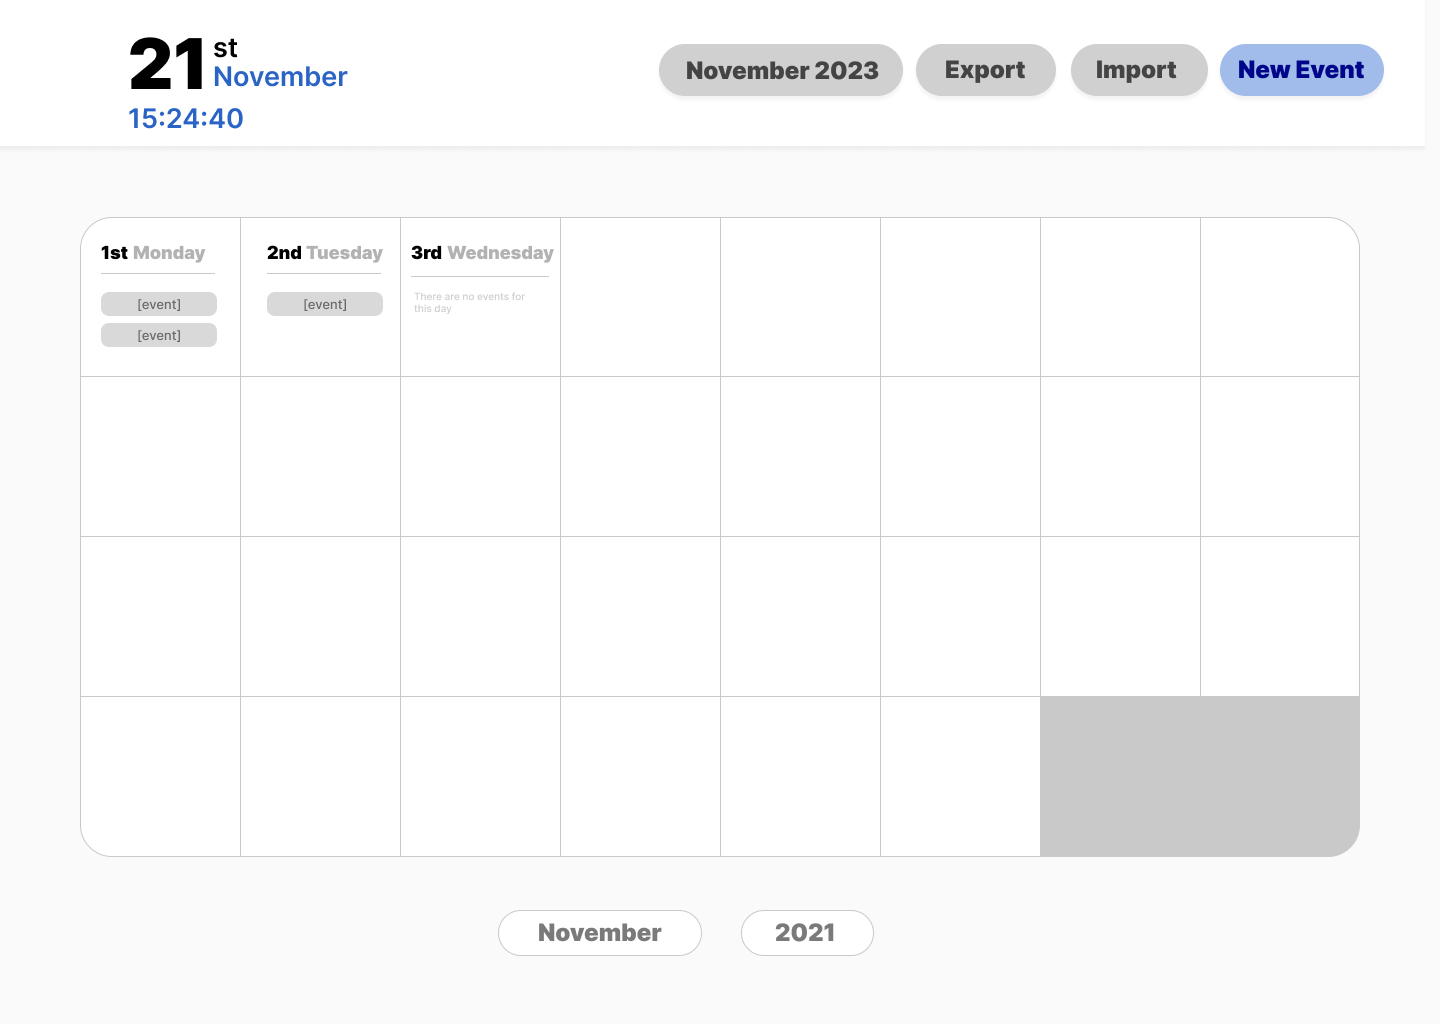 21 st
November
15:24:40
November 2023
Export
Import
New Event
1st Monday
[event]
[event]
2nd Tuesday
[event]
3rd Wednesday
There are no events for
this day
November
2021